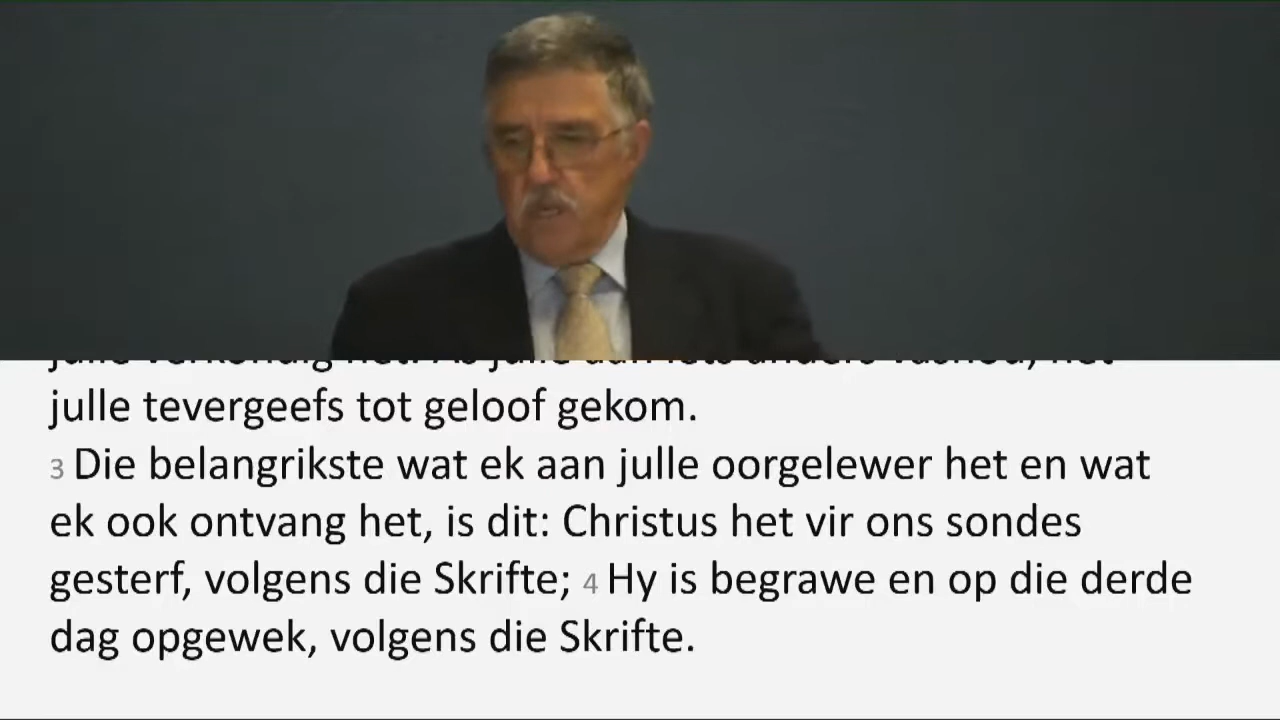 julle tevergeefs tot geloof gekom.
3 Die belangrikste wat ek aan julle oorgelewer het en wat
ek ook ontvang het, is dit: Christus het vir ons sondes
gesterf, volgens die Skrifte; 4 Hy is begrawe en op die derde
dag opgewek, volgens die Skrifte.